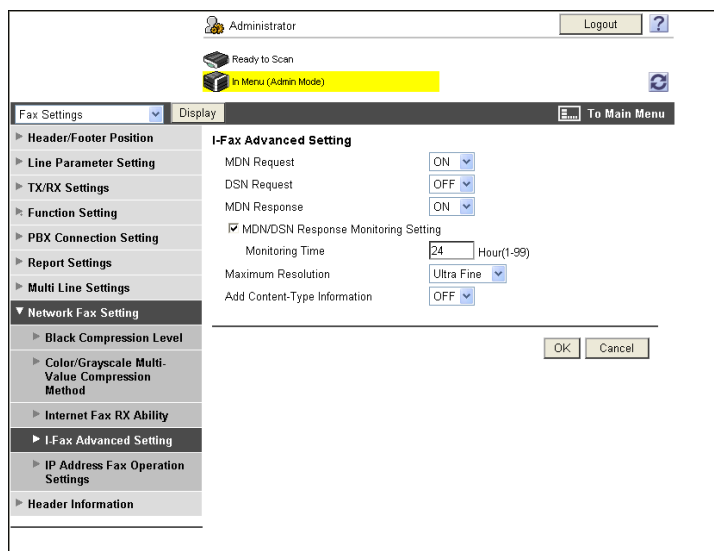 Administrator
Logout
?
Ready to Scan
In Menu (Admin Mode)
Fax Settings
Display
To Main Menu
Header/Footer Position
Line Parameter Setting
TX/RX Settings
Function Setting
PBX Connection Setting
Report Settings
Multi Line Settings
Network Fax Setting
Black Compression Level
Color/Grayscale Multi-
Value Compression
Method
Internet Fax RX Ability
I-Fax Advanced Setting
IP Address Fax Operation
Settings
Header Information
I-Fax Advanced Setting
MDN Request ON
DSN Request OFF
MDN Response ON
MDN/DSN Response Monitoring Setting
Monitoring Time 24 Hour(1-99)
Maximum Resolution Ultra Fine
Add Content-Type Information OFF
OK Cancel